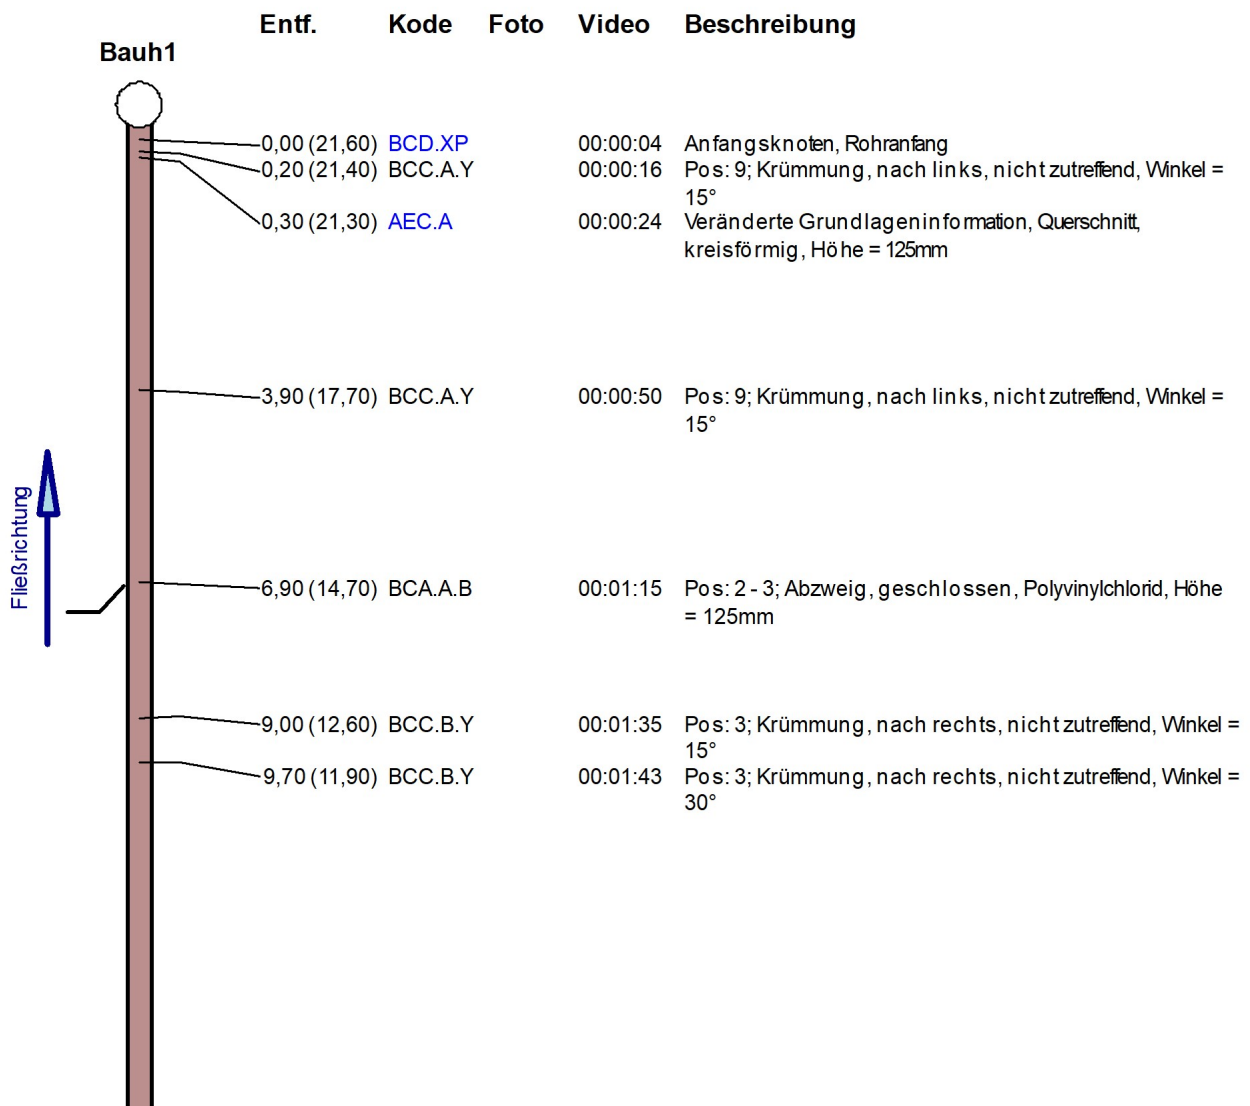 Entf. Kode Foto Video Beschreibung
Bauh1
0,00 (21,60) BCD.XP 00:00:04 Anfangsknoten, Rohranfang
0,20 (21,40) BCC.A.Y 00:00:16 Pos: 9; Krümmung, nach links, nicht zutreffend, Winkel =
15°
0,30 (21,30) AEC.A 00:00:24 Veränderte Grundlageninformation, Querschnitt,
kreisförmig, Höhe = 125mm
3,90 (17,70) BCC.A.Y 00:00:50 Pos: 9; Krümmung, nach links, nicht zutreffend, Winkel =
15°
Fließrichtung
6,90 (14,70) BCA.A.B 00:01:15 Pos: 2 - 3; Abzweig, geschlossen, Polyvinylchlorid, Höhe
= 125mm
9,00 (12,60) BCC.B.Y 00:01:35 Pos: 3; Krümmung, nach rechts, nicht zutreffend, Winkel =
15°
9,70 (11,90) BCC.B.Y 00:01:43 Pos: 3; Krümmung, nach rechts, nicht zutreffend, Winkel =
30°